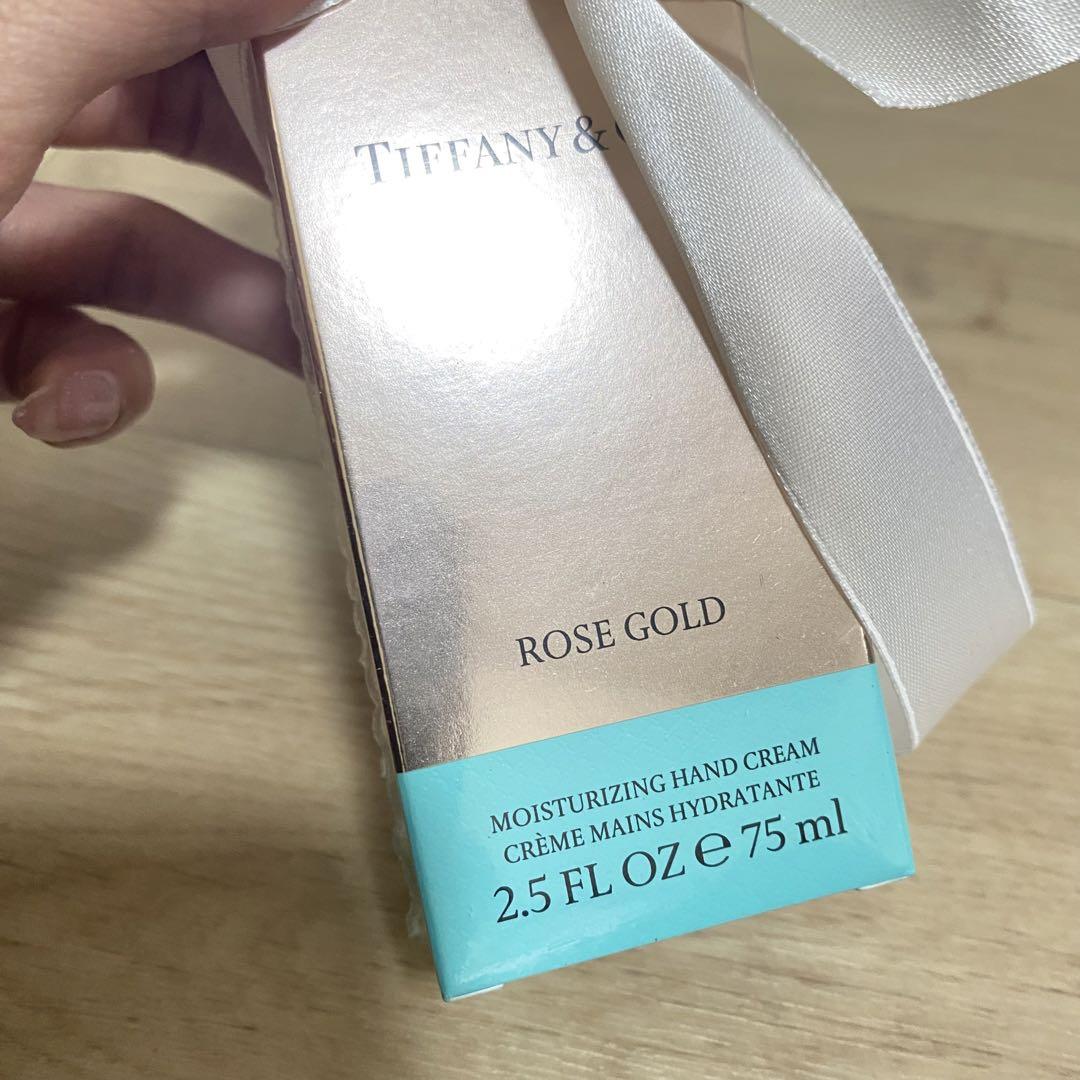 TIFFANY &
ROSE GOLD
MOISTURIZING HAND CREAM
CRÈME MAINS HYDRATANTE
2.5 FL OZ ℮ 75 ml